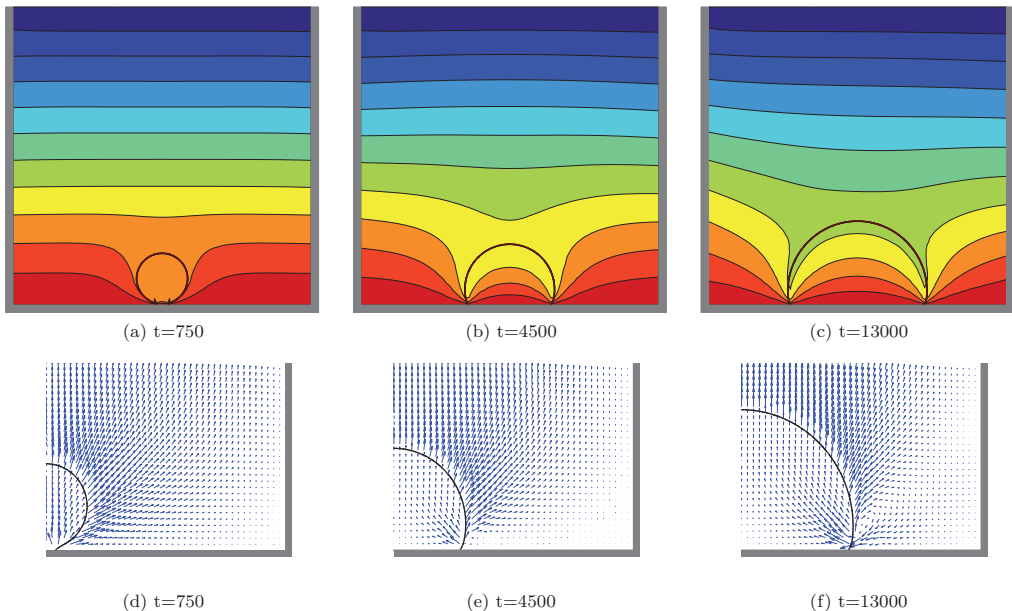 (a) t=750
(b) t=4500
(c) t=13000
(d) t=750
(e) t=4500
(f) t=13000